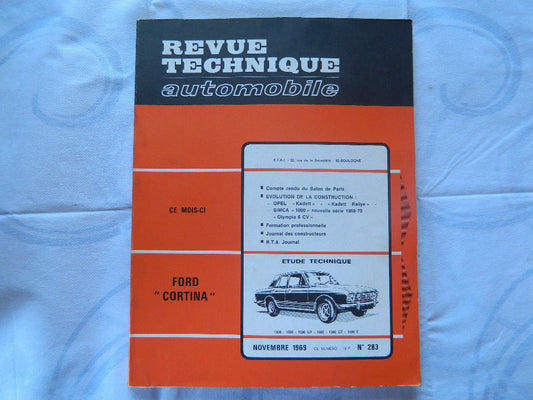 REVUE
TECHNIQUE
automobile
E.T.A.I. - 20, rue de la Saussière - 92-BOULOGNE
CE MOIS-CI
■ Compte rendu du Salon de Paris
■ EVOLUTION DE LA CONSTRUCTION :
- OPEL « Kadett » - « Kadett Rallye » -
SIMCA « 1000 » nouvelle série 1969-70
- Olympia 6 CV -
■ Formation professionnelle
■ Journal des constructeurs
■ R.T.A. Journal
FORD
"CORTINA"
ETUDE TECHNIQUE
NOVEMBRE 1969 CE NUMERO : F N° 283